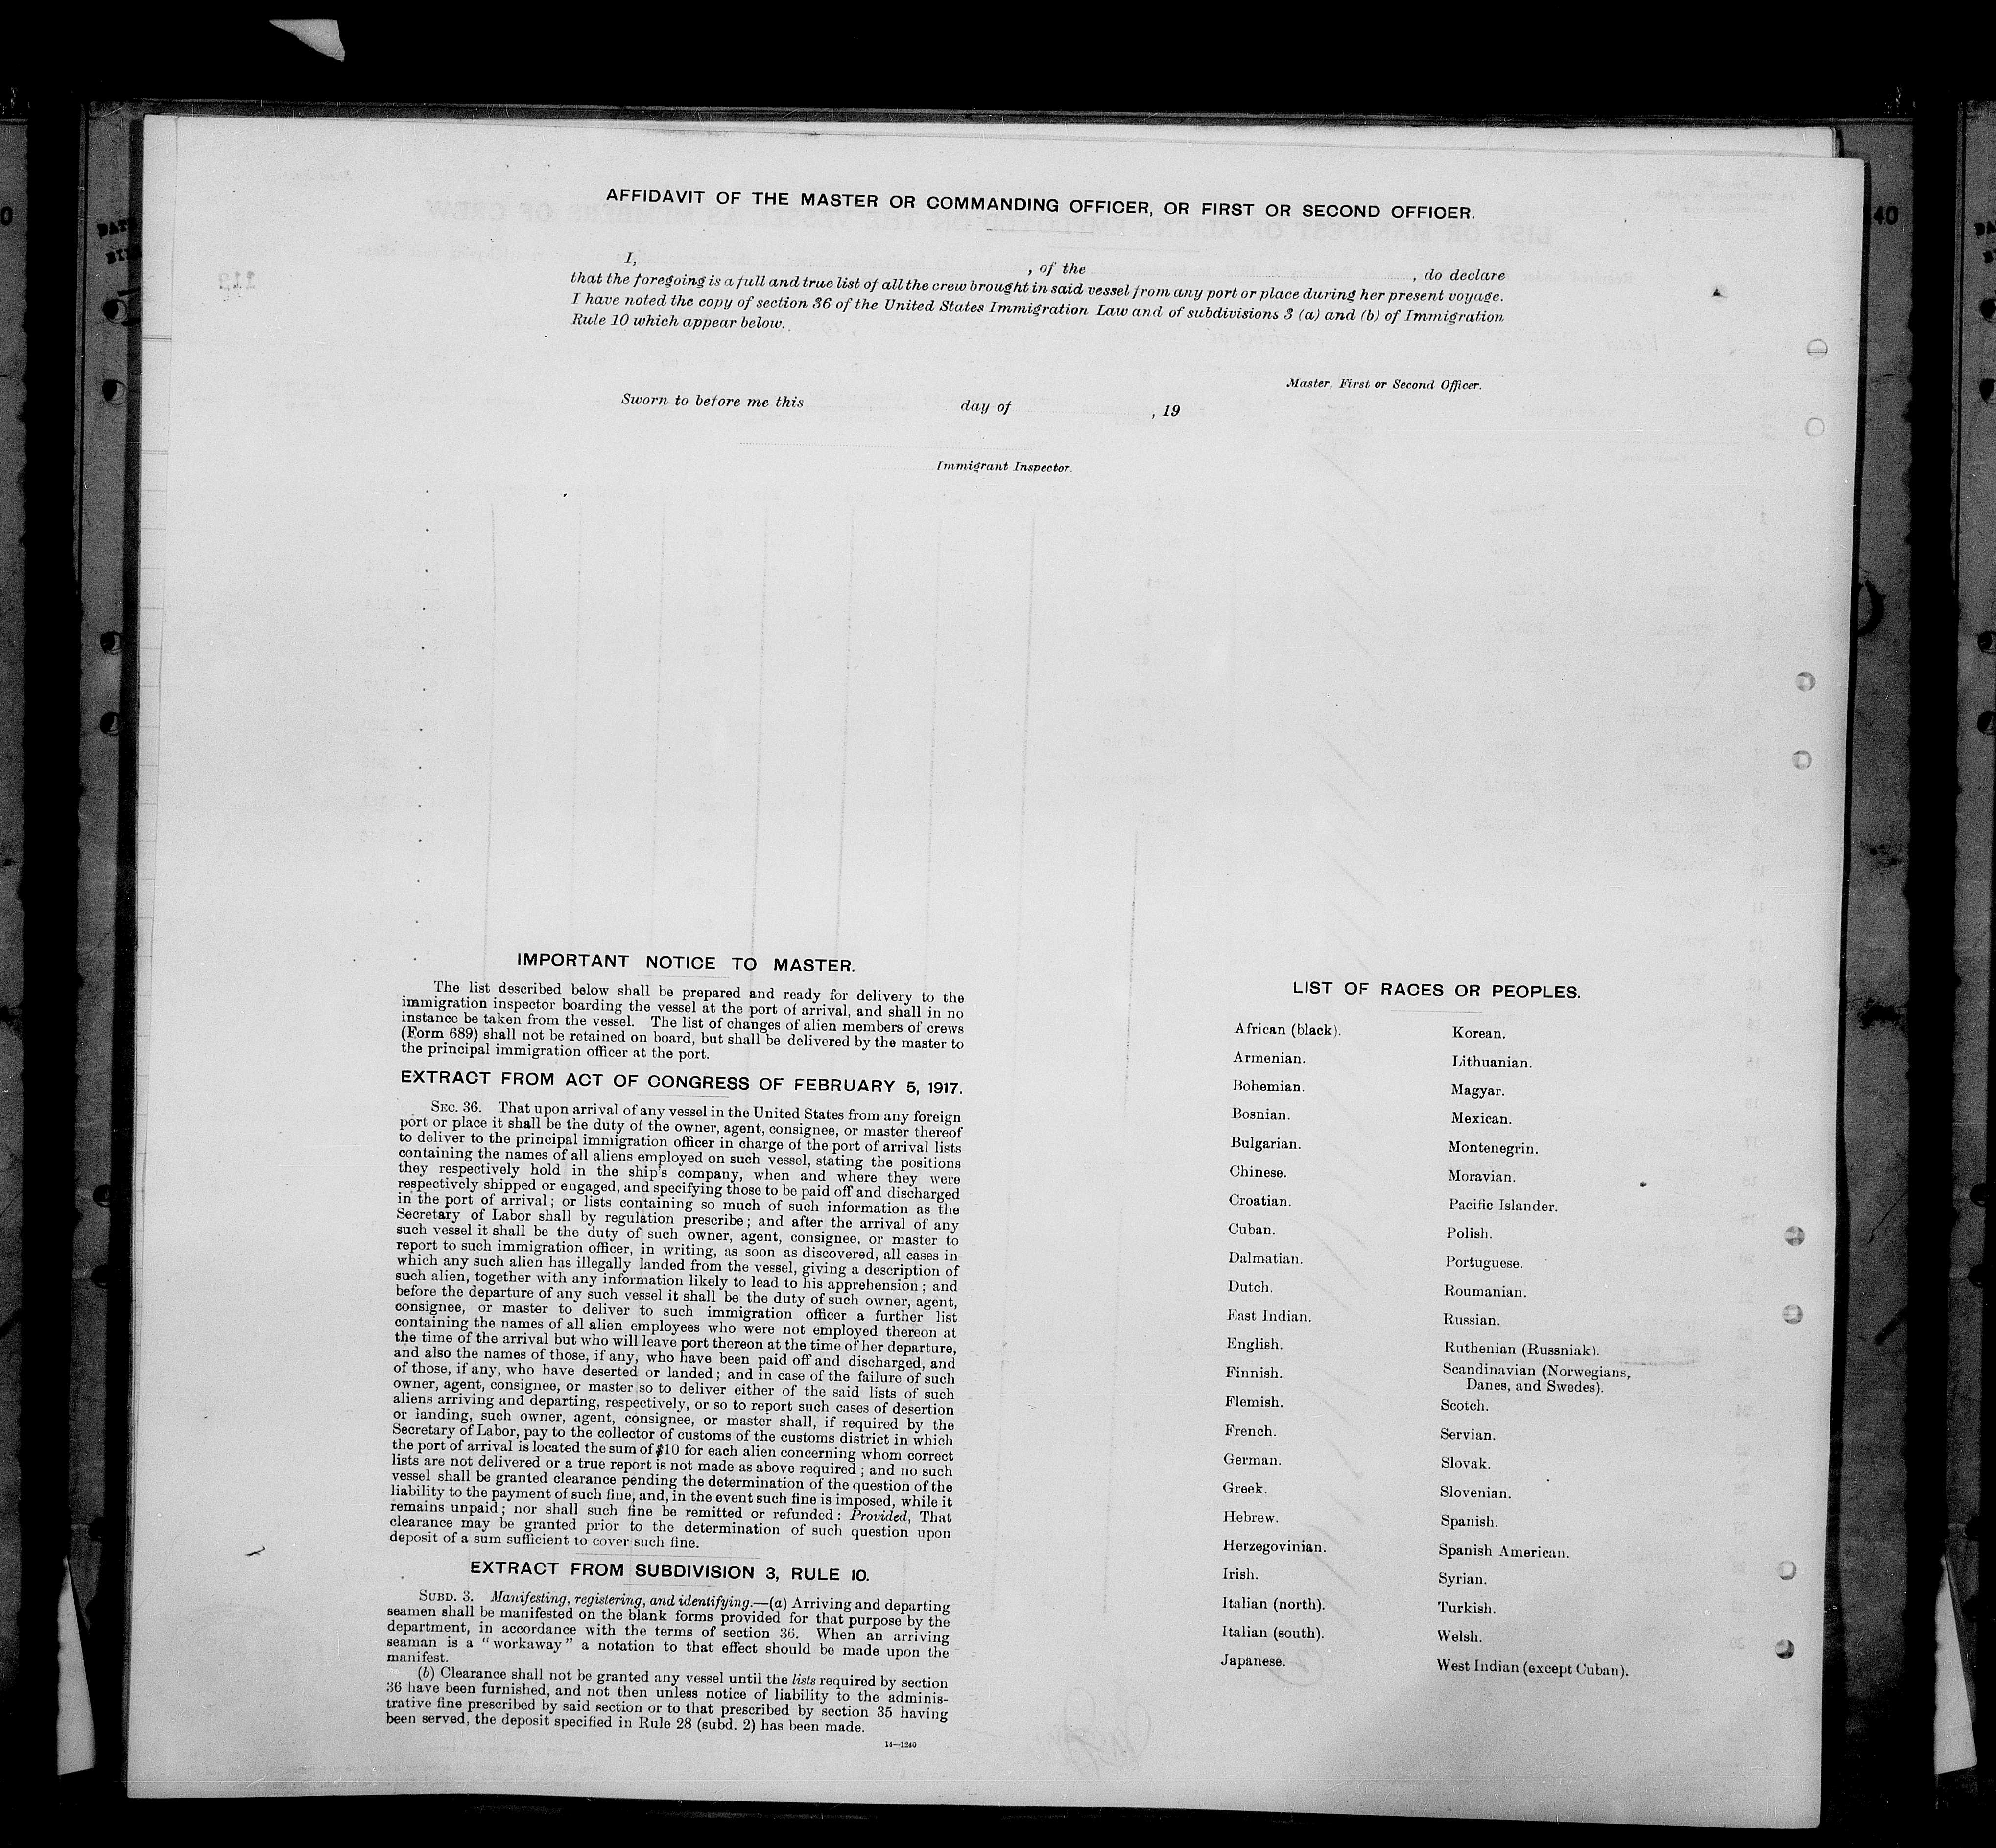 AFFIDAVIT OF THE MASTER OR COMMANDING OFFICER, OR FIRST OR SECOND OFFICER.
I, , of the , do declare
that the foregoing is a full and true list of all the crew brought in said vessel from any port or place during her present voyage.
I have noted the copy of section 36 of the United States Immigration Law and of subdivisions 3 (a) and (b) of Immigration
Rule 10 which appear below.
Master, First or Second Officer.
Sworn to before me this day of , 19
Immigrant Inspector.
IMPORTANT NOTICE TO MASTER.
The list described below shall be prepared and ready for delivery to the
immigration inspector boarding the vessel at the port of arrival, and shall in no
instance be taken from the vessel. The list of changes of alien members of crews
(Form 689) shall not be retained on board, but shall be delivered by the master to
the principal immigration officer at the port.
EXTRACT FROM ACT OF CONGRESS OF FEBRUARY 5, 1917.
SEC. 36. That upon arrival of any vessel in the United States from any foreign
port or place it shall be the duty of the owner, agent, consignee, or master thereof
to deliver to the principal immigration officer in charge of the port of arrival lists
containing the names of all aliens employed on such vessel, stating the positions
they respectively hold in the ship's company, when and where they were
respectively shipped or engaged, and specifying those to be paid off and discharged
in the port of arrival; or lists containing so much of such information as the
Secretary of Labor shall by regulation prescribe; and after the arrival of any
such vessel it shall be the duty of such owner, agent, consignee, or master to
report to such immigration officer, in writing, as soon as discovered, all cases in
which any such alien has illegally landed from the vessel, giving a description of
such alien, together with any information likely to lead to his apprehension; and
before the departure of any such vessel it shall be the duty of such owner, agent,
consignee, or master to deliver to such immigration officer a further list
containing the names of all alien employees who were not employed thereon at
the time of the arrival but who will leave port thereon at the time of her departure,
and also the names of those, if any, who have been paid off and discharged, and
of those, if any, who have deserted or landed; and in case of the failure of such
owner, agent, consignee, or master so to deliver either of the said lists of such
aliens arriving and departing, respectively, or so to report such cases of desertion
or landing, such owner, agent, consignee, or master shall, if required by the
Secretary of Labor, pay to the collector of customs of the customs district in which
the port of arrival is located the sum of $10 for each alien concerning whom correct
lists are not delivered or a true report is not made as above required; and no such
vessel shall be granted clearance pending the determination of the question of the
liability to the payment of such fine, and, in the event such fine is imposed, while it
remains unpaid; nor shall such fine be remitted or refunded: Provided, That
clearance may be granted prior to the determination of such question upon
deposit of a sum sufficient to cover such fine.
EXTRACT FROM SUBDIVISION 3, RULE 10.
SUBD. 3. Manifesting, registering, and identifying.—(a) Arriving and departing
seamen shall be manifested on the blank forms provided for that purpose by the
department, in accordance with the terms of section 36. When an arriving
seaman is a "workaway" a notation to that effect should be made upon the
manifest.
(b) Clearance shall not be granted any vessel until the lists required by section
36 have been furnished, and not then unless notice of liability to the adminis-
trative fine prescribed by said section or to that prescribed by section 35 having
been served, the deposit specified in Rule 28 (subd. 2) has been made.
14—1240
LIST OF RACES OR PEOPLES.
African (black).
Armenian.
Bohemian.
Bosnian.
Bulgarian.
Chinese.
Croatian.
Cuban.
Dalmatian.
Dutch.
East Indian.
English.
Finnish.
Flemish.
French.
German.
Greek.
Hebrew.
Herzegovinian.
Irish.
Italian (north).
Italian (south).
Japanese.
Korean.
Lithuanian.
Magyar.
Mexican.
Montenegrin.
Moravian.
Pacific Islander.
Polish.
Portuguese.
Roumanian.
Russian.
Ruthenian (Russniak).
Scandinavian (Norwegians,
Danes, and Swedes).
Scotch.
Servian.
Slovak.
Slovenian.
Spanish.
Spanish American.
Syrian.
Turkish.
Welsh.
West Indian (except Cuban).
40